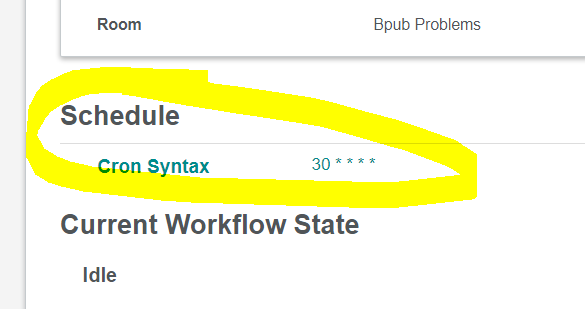 Room Bpub Problems
Schedule
Cron Syntax 30 * * * *
Current Workflow State
Idle